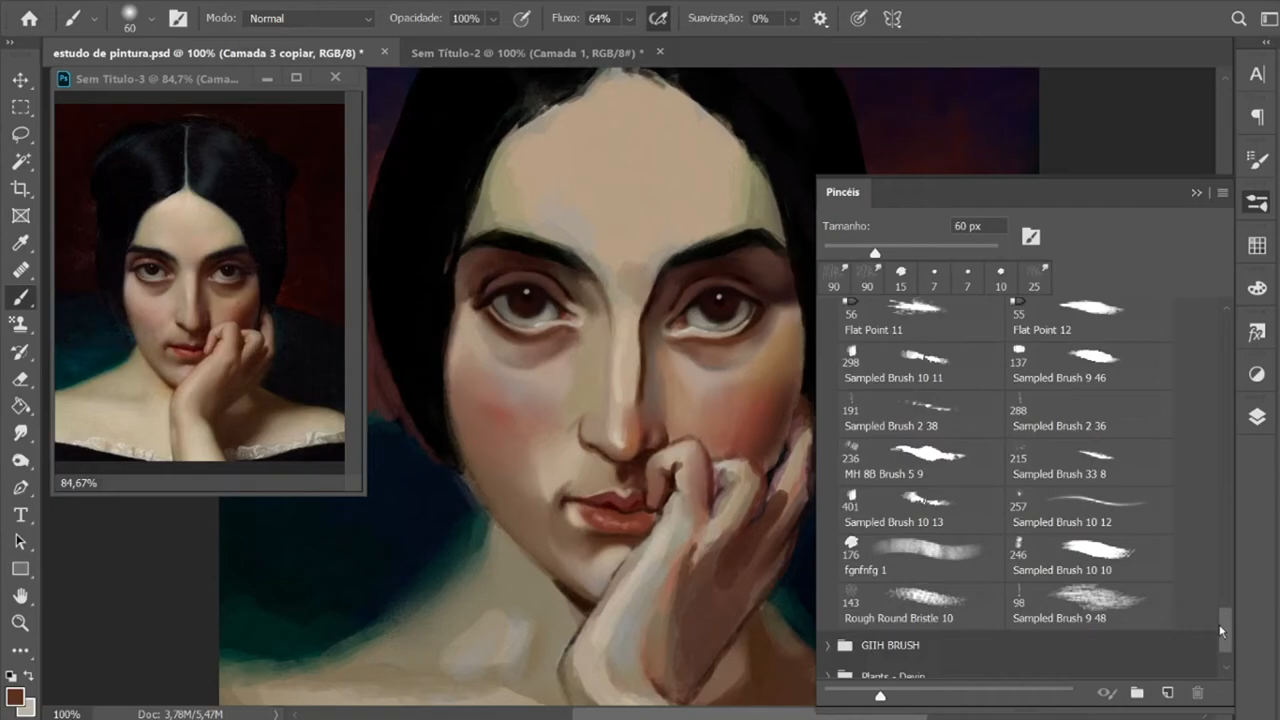 60
Modo: Normal
Opacidade: 100%
Fluxo: 64%
Suavização: 0%
estudo de pintura.psd @ 100% (Camada 3 copiar, RGB/8) *
Sem Título-2 @ 100% (Camada 1, RGB/8#) *
Ps Sem Título-3 @ 84,7% (Cama...
84,67%
Pincéis
Tamanho: 60 px
90 90 15 7 7 10 25
56 55
Flat Point 11 Flat Point 12
298 137
Sampled Brush 10 11 Sampled Brush 9 46
191 288
Sampled Brush 2 38 Sampled Brush 2 36
236 215
MH 8B Brush 5 9 Sampled Brush 33 8
401 257
Sampled Brush 10 13 Sampled Brush 10 12
176 246
fgnfnfg 1 Sampled Brush 10 10
143 98
Rough Round Bristle 10 Sampled Brush 9 48
GIIH BRUSH
Plants - Devin
100% Doc: 3,78M/5,47M